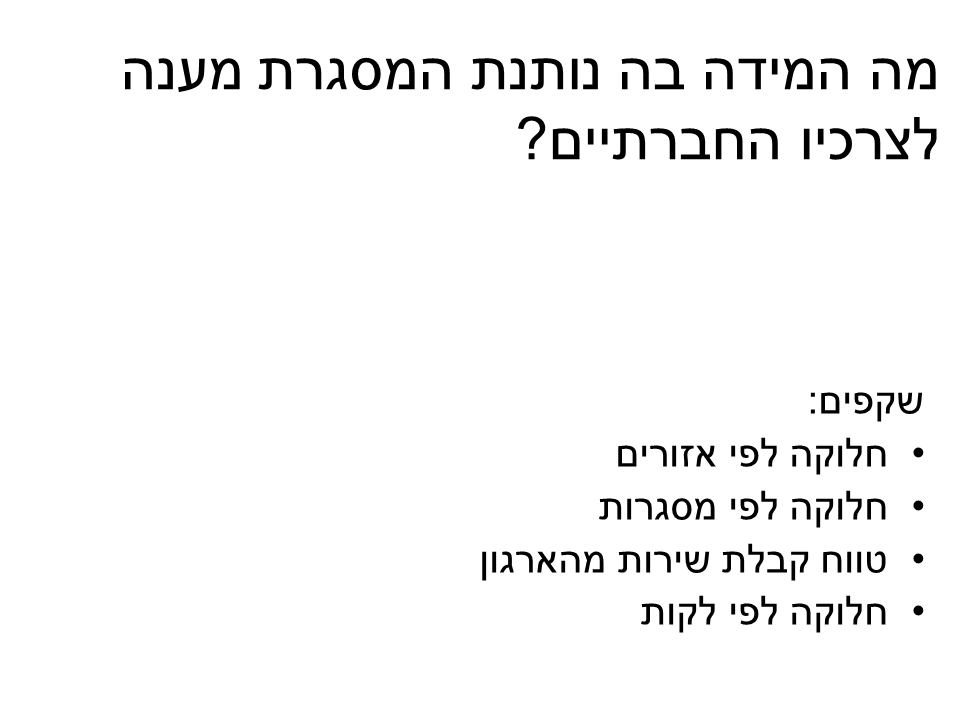 מה המידה בה נותנת המסגרת מענה
לצרכיו החברתיים?
שקפים:
• חלוקה לפי אזורים
• חלוקה לפי מסגרות
• טווח קבלת שירות מהארגון
• חלוקה לפי לקות